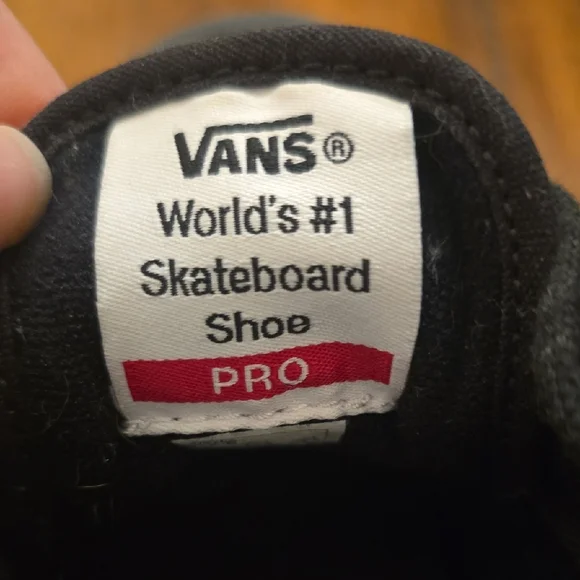 VANS®
World's #1
Skateboard
Shoe
PRO